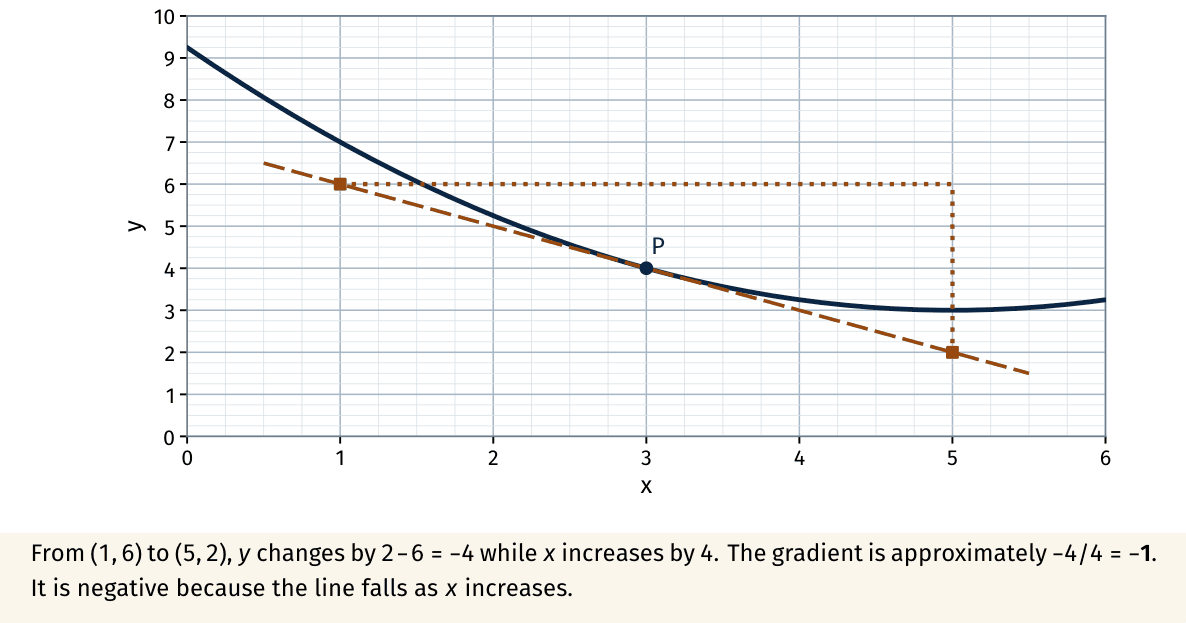 10
9
8
7
6
5
4
3
2
1
0
y
P
0 1 2 3 4 5 6
x
From (1, 6) to (5, 2), y changes by 2 − 6 = −4 while x increases by 4. The gradient is approximately −4/4 = −1.
It is negative because the line falls as x increases.